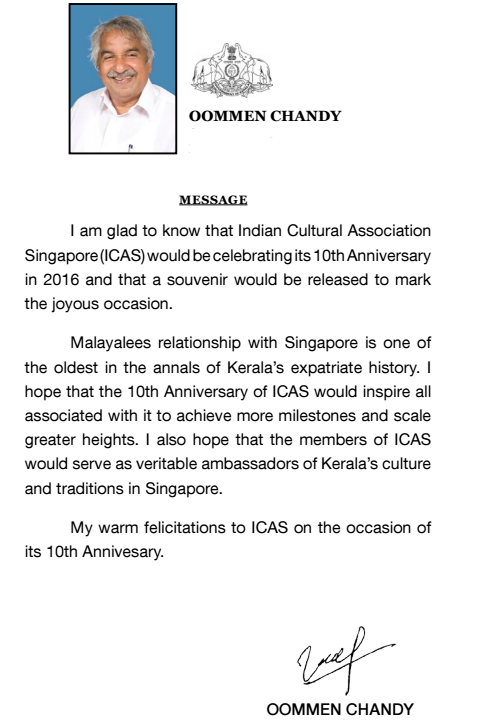 OOMMEN CHANDY
MESSAGE
I am glad to know that Indian Cultural Association
Singapore (ICAS) would be celebrating its 10th Anniversary
in 2016 and that a souvenir would be released to mark
the joyous occasion.
Malayalees relationship with Singapore is one of
the oldest in the annals of Kerala's expatriate history. I
hope that the 10th Anniversary of ICAS would inspire all
associated with it to achieve more milestones and scale
greater heights. I also hope that the members of ICAS
would serve as veritable ambassadors of Kerala's culture
and traditions in Singapore.
My warm felicitations to ICAS on the occasion of
its 10th Annivesary.
OOMMEN CHANDY